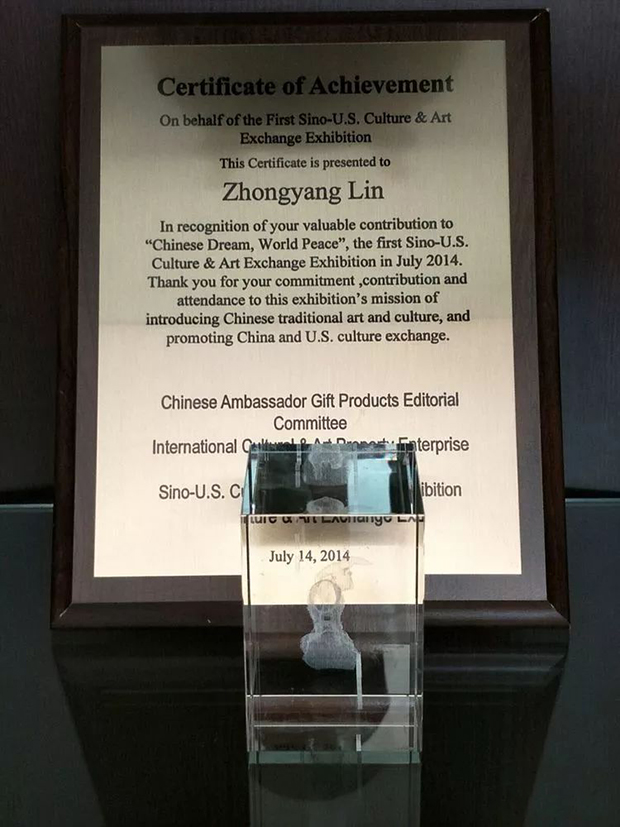 Certificate of Achievement
On behalf of the First Sino-U.S. Culture & Art
Exchange Exhibition
This Certificate is presented to
Zhongyang Lin
In recognition of your valuable contribution to
“Chinese Dream, World Peace”, the first Sino-U.S.
Culture & Art Exchange Exhibition in July 2014.
Thank you for your commitment ,contribution and
attendance to this exhibition’s mission of
introducing Chinese traditional art and culture, and
promoting China and U.S. culture exchange.
Chinese Ambassador Gift Products Editorial
Committee
International Cultural & Art Property Enterprise
Sino-U.S.
July 14, 2014